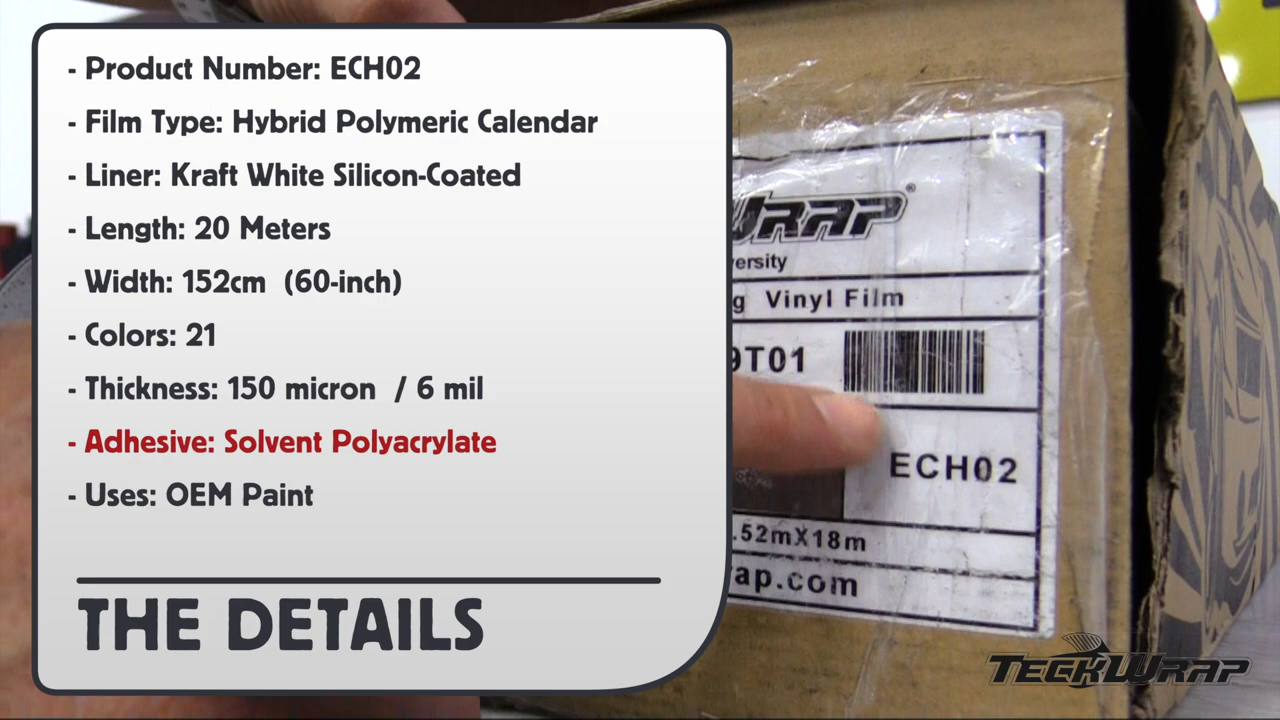 - Product Number: ECH02
- Film Type: Hybrid Polymeric Calendar
- Liner: Kraft White Silicon-Coated
- Length: 20 Meters
- Width: 152cm (60-inch)
- Colors: 21
- Thickness: 150 micron / 6 mil
- Adhesive: Solvent Polyacrylate
- Uses: OEM Paint
THE DETAILS
WRAP®
ersity
g Vinyl Film
9T01
ECH02
.52mX18m
ap.com
TECKWRAP